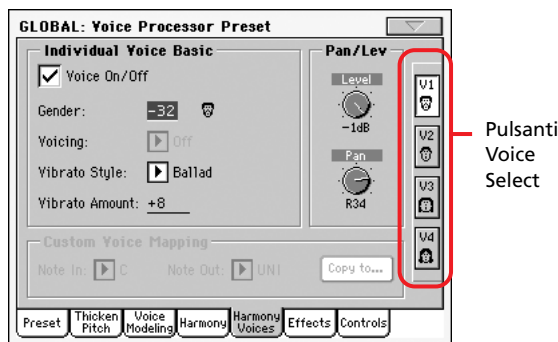 GLOBAL: Voice Processor Preset
Individual Voice Basic
Voice On/Off
Gender: -32
Voicing: Off
Vibrato Style: Ballad
Vibrato Amount: +8
Pan/Lev
Level
-1dB
Pan
R34
V1
V2
V3
V4
Pulsanti
Voice
Select
Custom Voice Mapping
Note In: C Note Out: UNI Copy to...
Preset Thicken Pitch Voice Modeling Harmony Harmony Voices Effects Controls